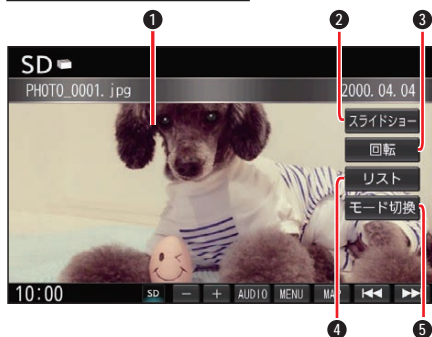 ❶ ❷ ❸
SD
PHOTO_0001.jpg 2000.04.04
スライドショー
回転
リスト
モード切換
10:00 SD － ＋ AUDIO MENU MAP
❹ ❺